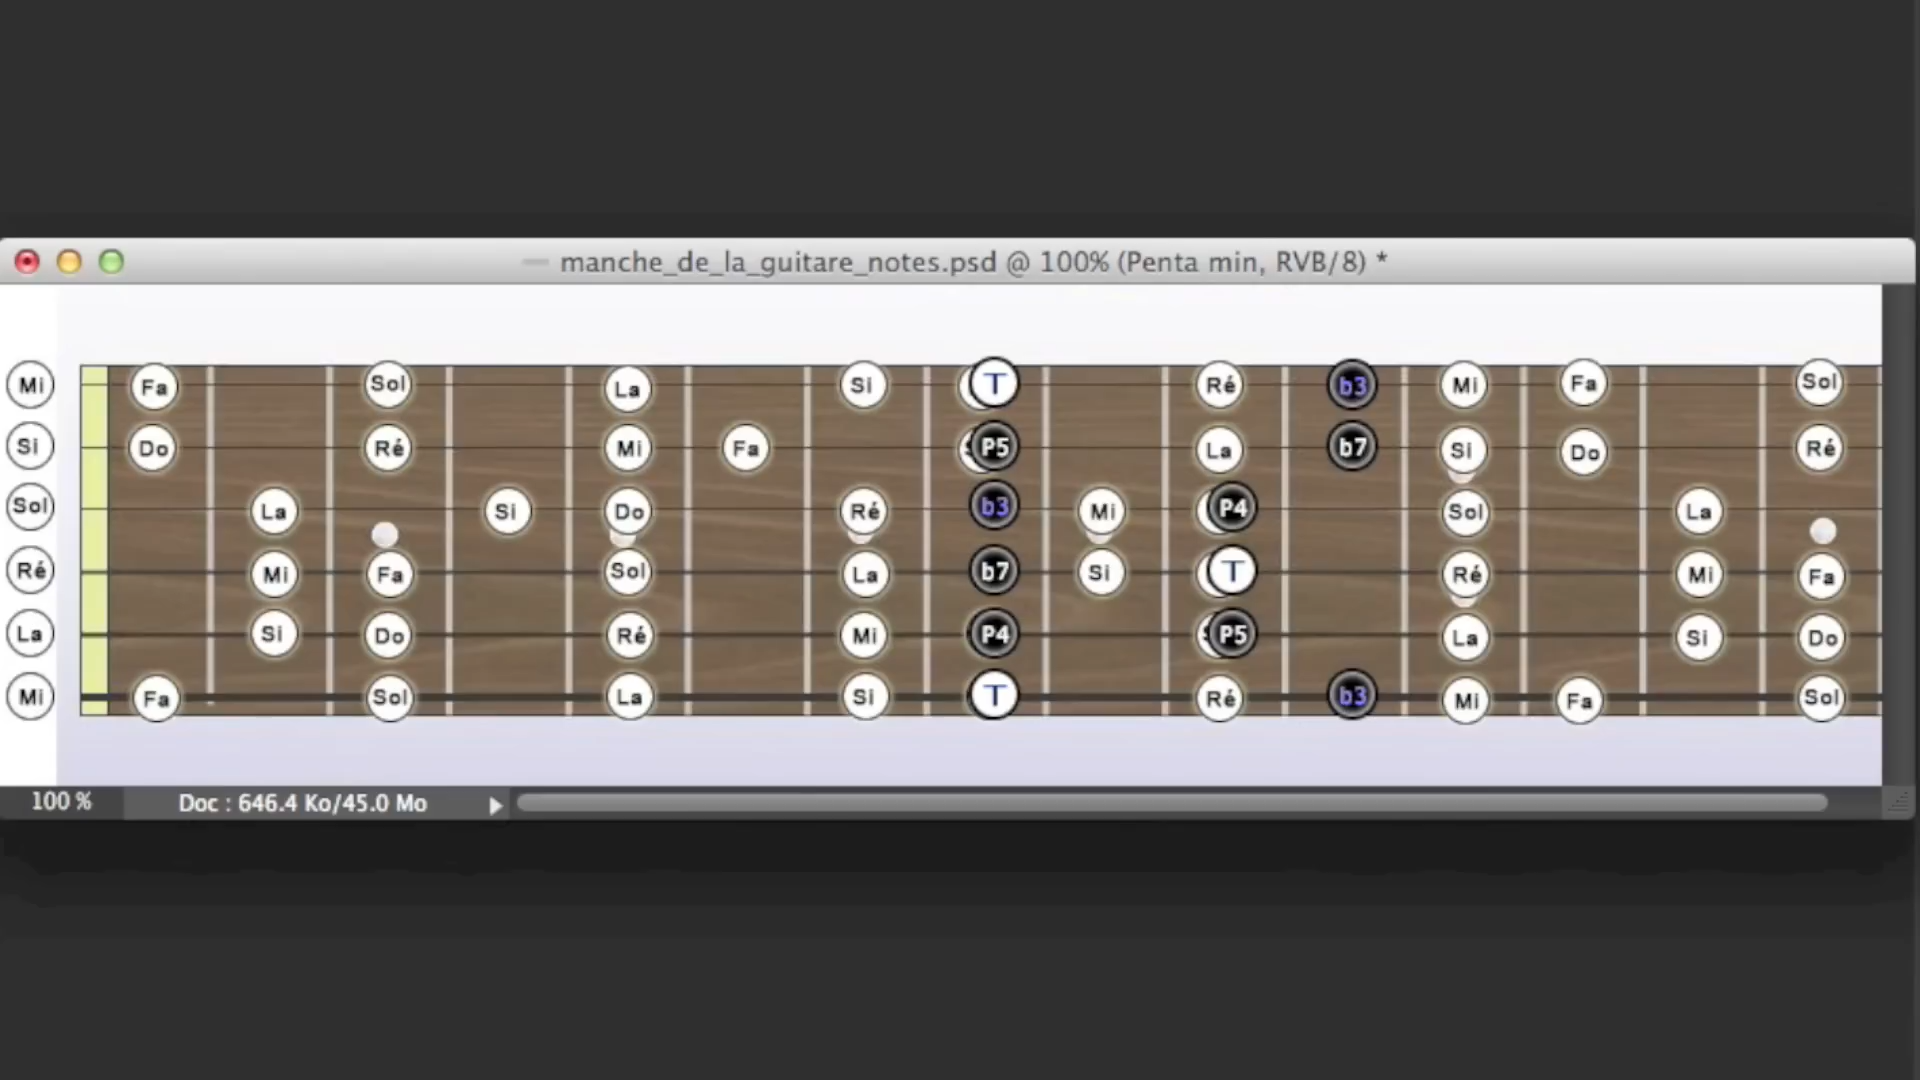 manche_de_la_guitare_notes.psd @ 100% (Penta min, RVB/8) *
Mi Fa Sol La Si T Ré b3 Mi Fa Sol
Si Do Ré Mi Fa P5 La b7 Si Do Ré
Sol La Si Do Ré b3 Mi P4 Sol La
Ré Mi Fa Sol La b7 Si T Ré Mi Fa
La Si Do Ré Mi P4 P5 La Si Do
Mi Fa Sol La Si T Ré b3 Mi Fa Sol
100 % Doc : 646.4 Ko/45.0 Mo